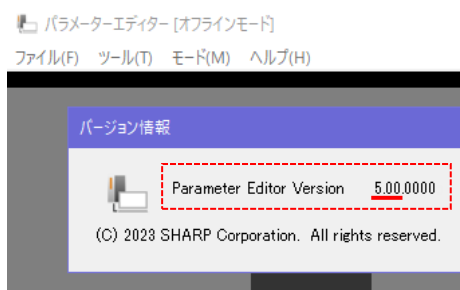 パラメーターエディター - [オフラインモード]
ファイル(F) ツール(T) モード(M) ヘルプ(H)
バージョン情報
Parameter Editor Version 5.00.0000
(C) 2023 SHARP Corporation. All rights reserved.